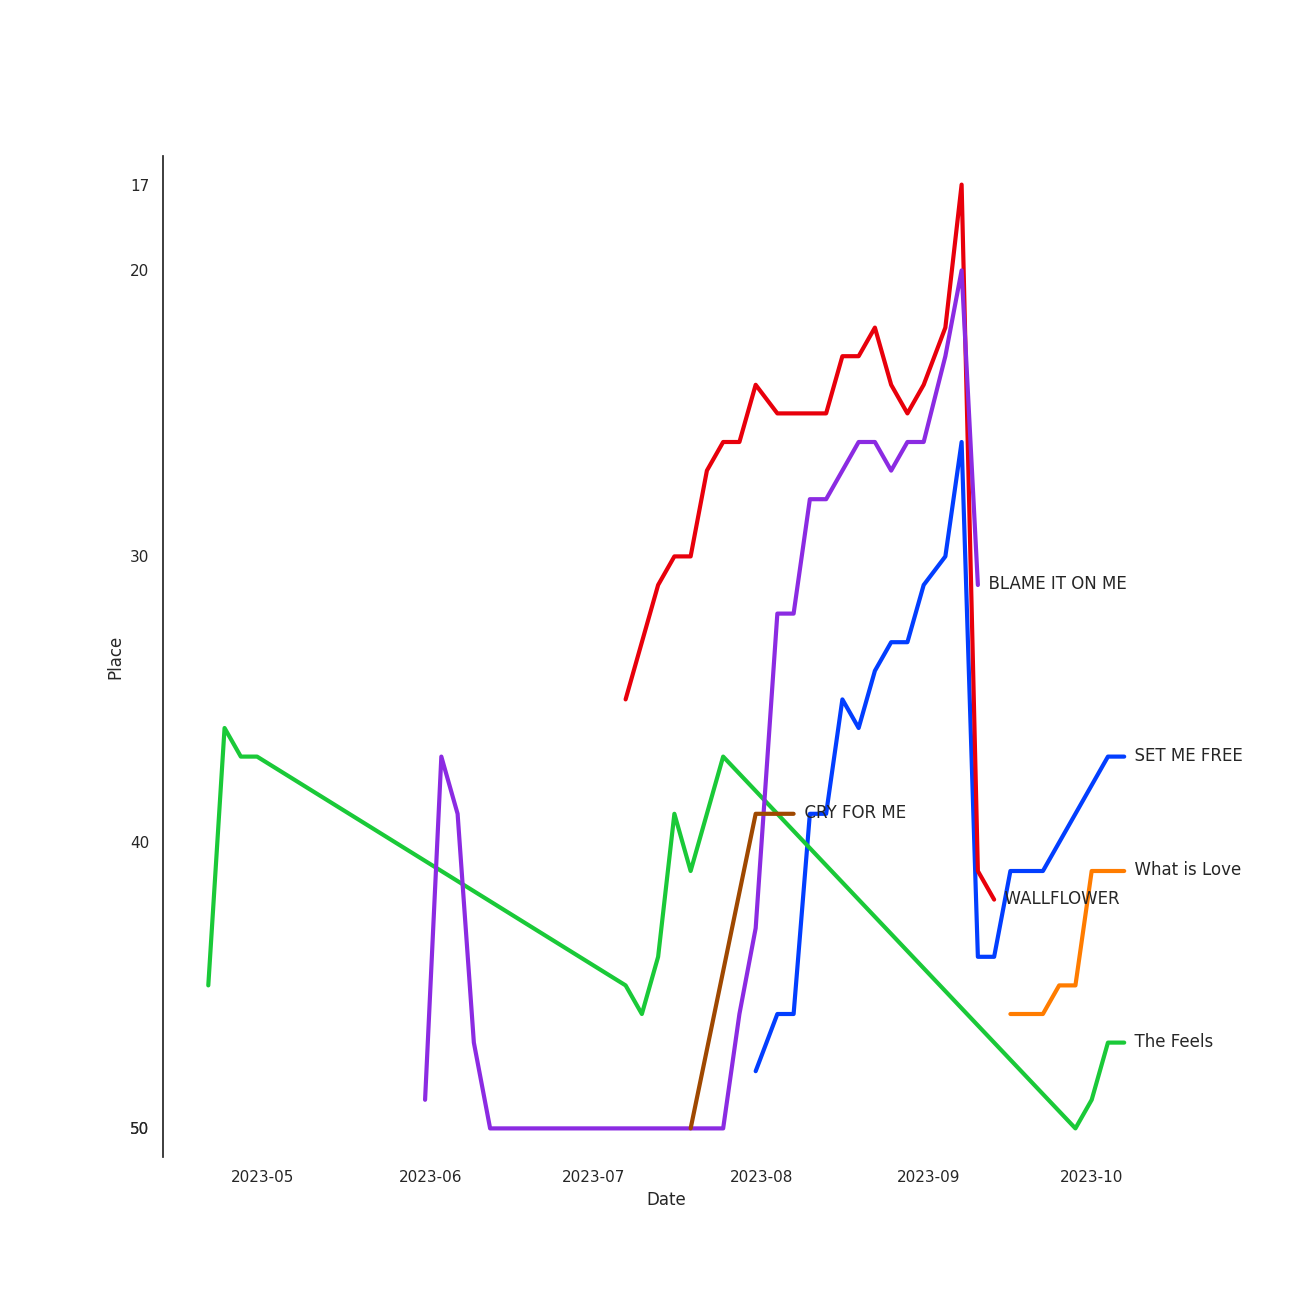 17
20
30
40
50
Place
BLAME IT ON ME
SET ME FREE
CRY FOR ME
What is Love
WALLFLOWER
The Feels
2023-05 2023-06 2023-07 2023-08 2023-09 2023-10
Date